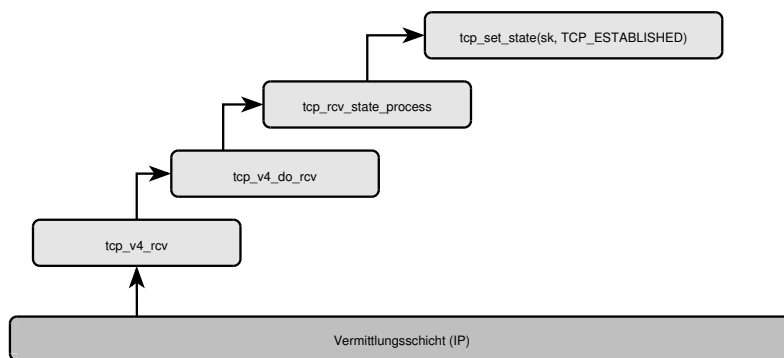 tcp_set_state(sk, TCP_ESTABLISHED)
tcp_rcv_state_process
tcp_v4_do_rcv
tcp_v4_rcv
Vermittlungsschicht (IP)